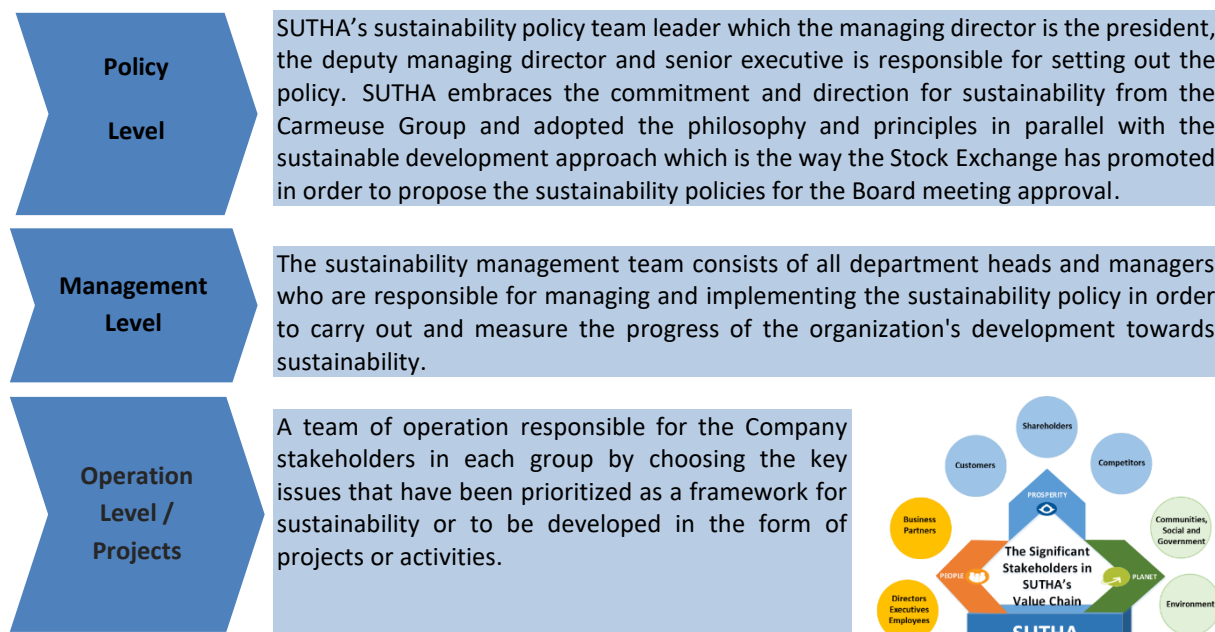 Policy
Level
SUTHA's sustainability policy team leader which the managing director is the president,
the deputy managing director and senior executive is responsible for setting out the
policy. SUTHA embraces the commitment and direction for sustainability from the
Carmeuse Group and adopted the philosophy and principles in parallel with the
sustainable development approach which is the way the Stock Exchange has promoted
in order to propose the sustainability policies for the Board meeting approval.
Management
Level
The sustainability management team consists of all department heads and managers
who are responsible for managing and implementing the sustainability policy in order
to carry out and measure the progress of the organization's development towards
sustainability.
Operation
Level /
Projects
A team of operation responsible for the Company
stakeholders in each group by choosing the key
issues that have been prioritized as a framework for
sustainability or to be developed in the form of
projects or activities.
Shareholders
Customers
Competitors
PROSPERITY
Business
Partners
Communities,
Social and
Government
The Significant
Stakeholders in
SUTHA's
Value Chain
PEOPLE
PLANET
Directors
Executives
Employees
Environment
SUTHA